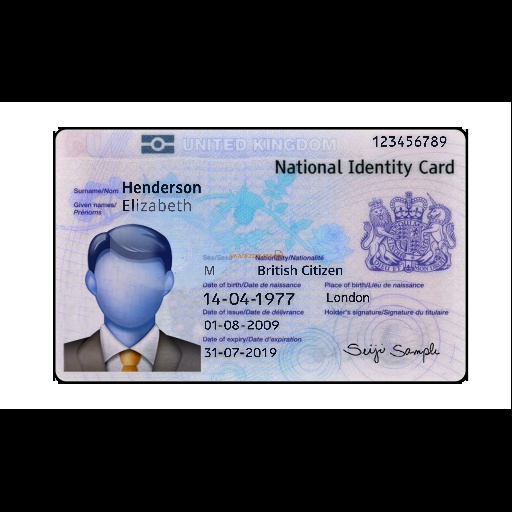 UNITED KINGDOM
123456789
National Identity Card
Surname/Nom Henderson
Given names/ Elizabeth
Prénoms
Nationality/Nationalité
M British Citizen
Date of birth/Date de naissance Place of birth/Lieu de naissance
14-04-1977 London
Date of issue/Date de délivrance Holder's signature/Signature du titulaire
01-08-2009
Date of expiry/Date d'expiration
31-07-2019 Seiji Sample